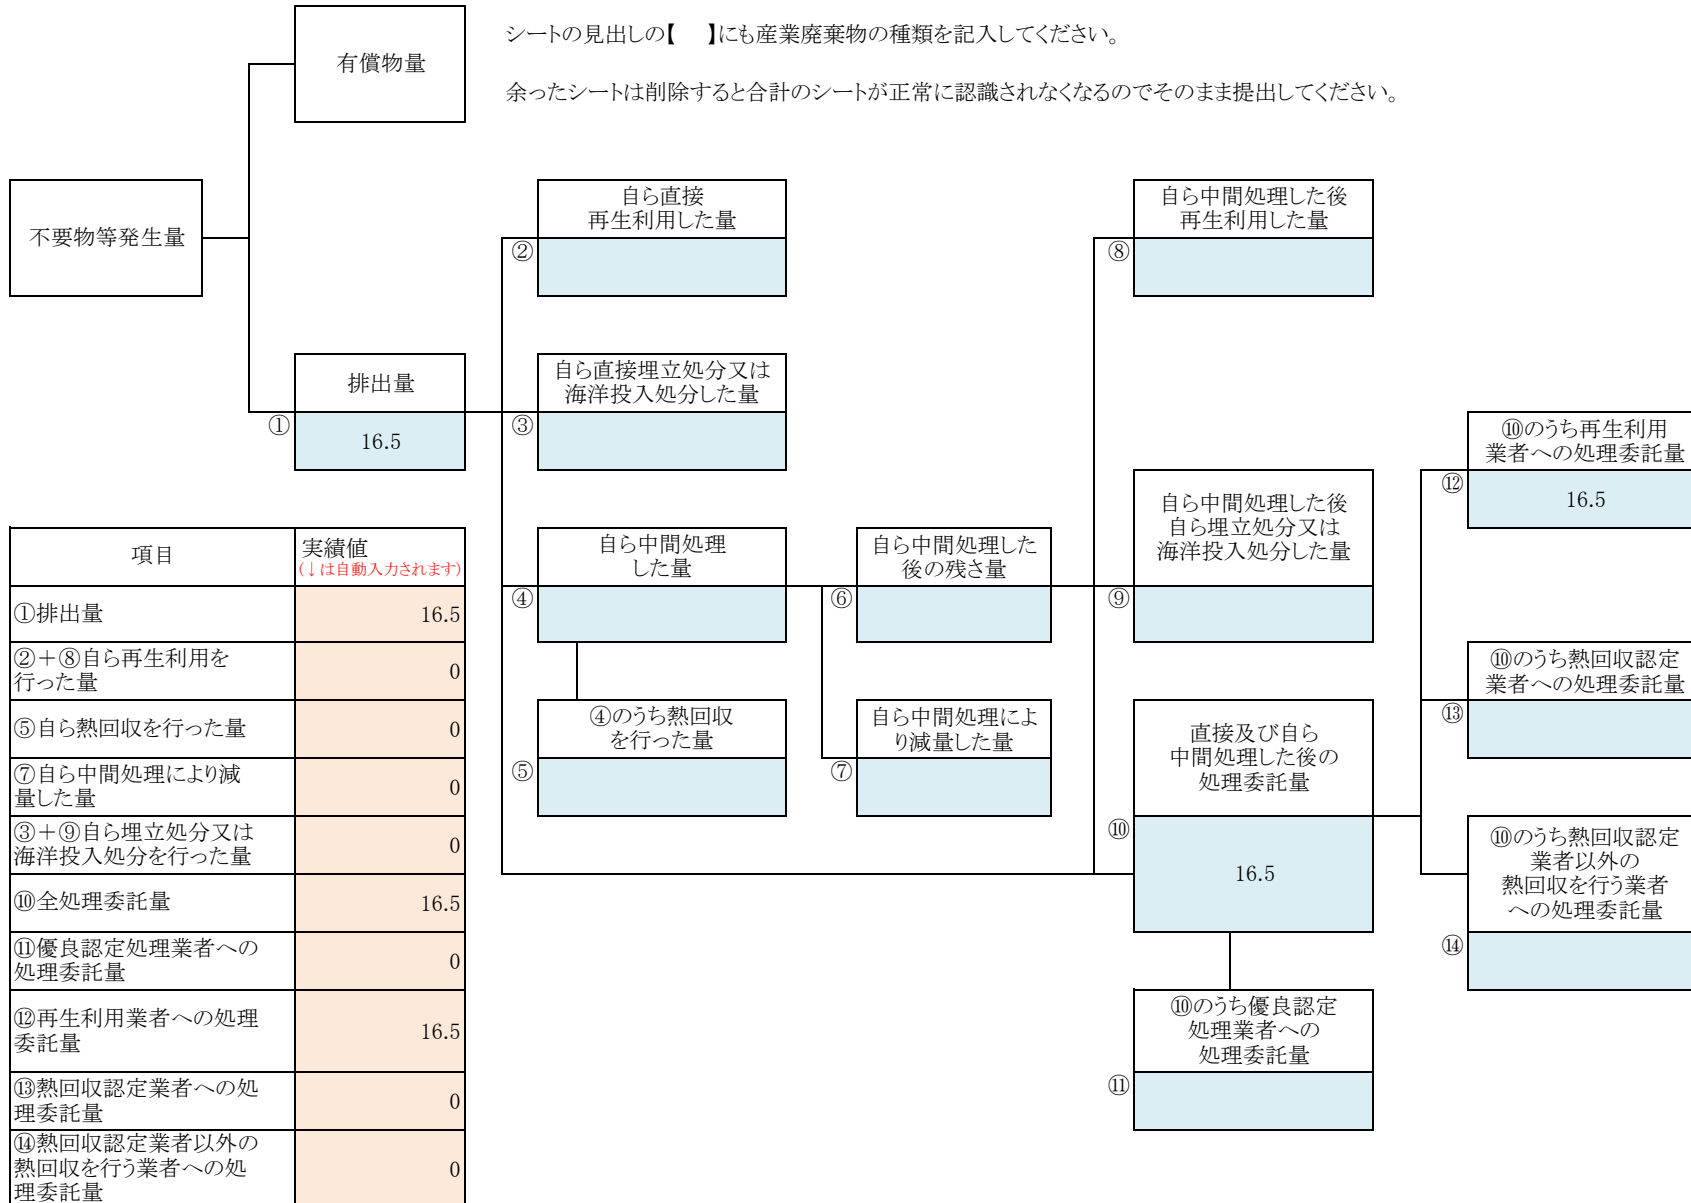 シートの見出しの【　】にも産業廃棄物の種類を記入してください。
余ったシートは削除すると合計のシートが正常に認識されなくなるのでそのまま提出してください。
有償物量
不要物等発生量
排出量
①
16.5
自ら直接
再生利用した量
②
自ら直接埋立処分又は
海洋投入処分した量
③
自ら中間処理
した量
④
④のうち熱回収
を行った量
⑤
自ら中間処理した
後の残さ量
⑥
自ら中間処理によ
り減量した量
⑦
自ら中間処理した後
再生利用した量
⑧
自ら中間処理した後
自ら埋立処分又は
海洋投入処分した量
⑨
直接及び自ら
中間処理した後の
処理委託量
⑩
16.5
⑩のうち優良認定
処理業者への
処理委託量
⑪
⑩のうち再生利用
業者への処理委託量
⑫
16.5
⑩のうち熱回収認定
業者への処理委託量
⑬
⑩のうち熱回収認定
業者以外の
熱回収を行う業者
への処理委託量
⑭
項目
実績値
(↓は自動入力されます)
①排出量
16.5
②＋⑧自ら再生利用を
行った量
0
⑤自ら熱回収を行った量
0
⑦自ら中間処理により減
量した量
0
③＋⑨自ら埋立処分又は
海洋投入処分を行った量
0
⑩全処理委託量
16.5
⑪優良認定処理業者への
処理委託量
0
⑫再生利用業者への処理
委託量
16.5
⑬熱回収認定業者への処
理委託量
0
⑭熱回収認定業者以外の
熱回収を行う業者への処
理委託量
0